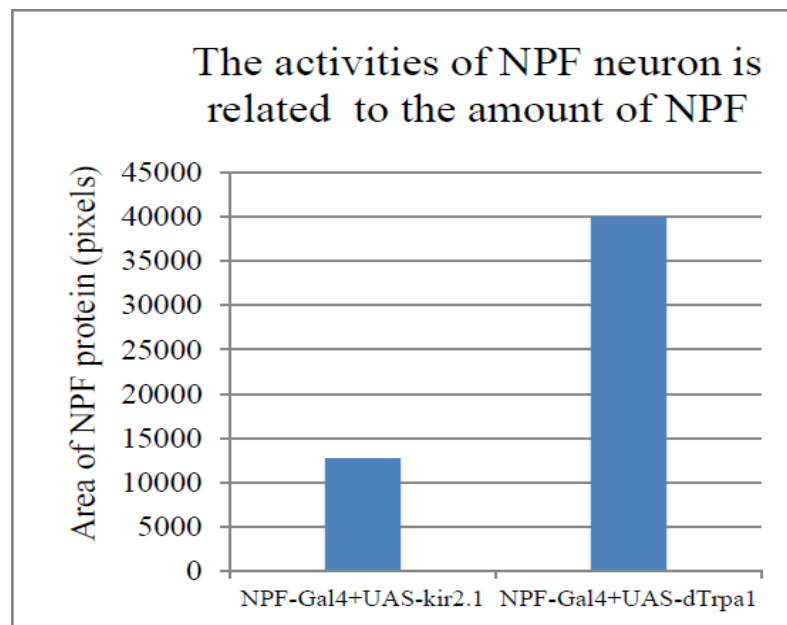 The activities of NPF neuron is
related to the amount of NPF
Area of NPF protein (pixels)
45000
40000
35000
30000
25000
20000
15000
10000
5000
0
NPF-Gal4+UAS-kir2.1
NPF-Gal4+UAS-dTrpa1